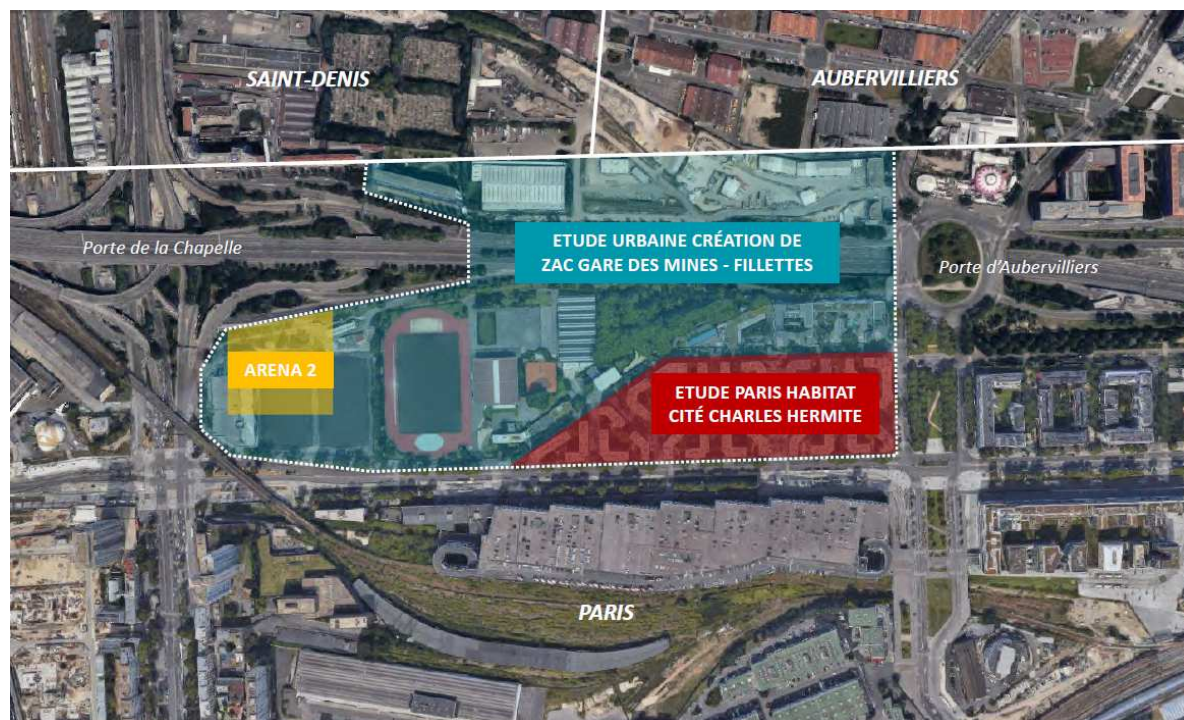 SAINT-DENIS
AUBERVILLIERS
Porte de la Chapelle
ETUDE URBAINE CRÉATION DE
ZAC GARE DES MINES - FILLETTES
Porte d'Aubervilliers
ARENA 2
ETUDE PARIS HABITAT
CITÉ CHARLES HERMITE
PARIS